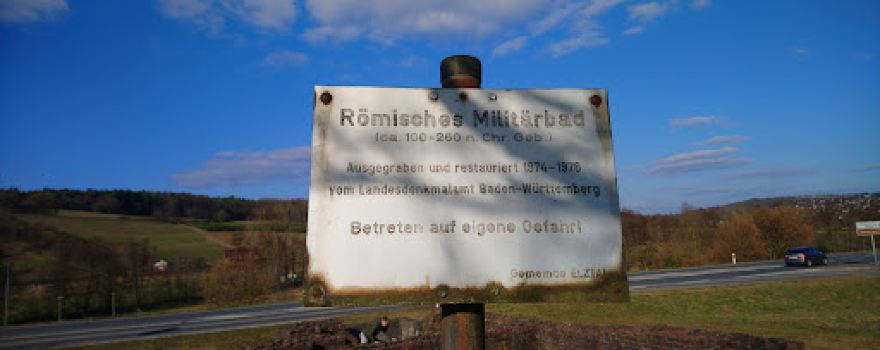 Römisches Militärbad
(ca. 100-260 n. Chr. Geb.)
Ausgegraben und restauriert 1974-1976
vom Landesdenkmalamt Baden-Württemberg
Betreten auf eigene Gefahr!
Gemeinde ELZTAL